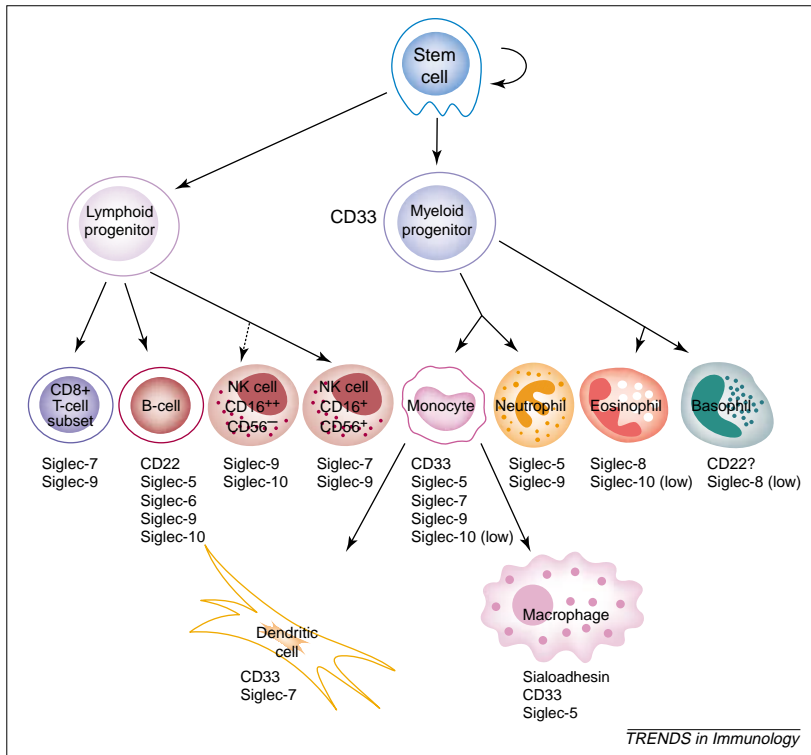 Stem
cell
Lymphoid
progenitor
CD33
Myeloid
progenitor
CD8+
T-cell
subset
B-cell
NK cell
CD16++
CD56−
NK cell
CD16+
CD56+
Monocyte
Neutrophil
Eosinophil
Basophil
Siglec-7
Siglec-9
CD22
Siglec-5
Siglec-6
Siglec-9
Siglec-10
Siglec-9
Siglec-10
Siglec-7
Siglec-9
CD33
Siglec-5
Siglec-7
Siglec-9
Siglec-10 (low)
Siglec-5
Siglec-9
Siglec-8
Siglec-10 (low)
CD22?
Siglec-8 (low)
Dendritic
cell
CD33
Siglec-7
Macrophage
Sialoadhesin
CD33
Siglec-5
TRENDS in Immunology